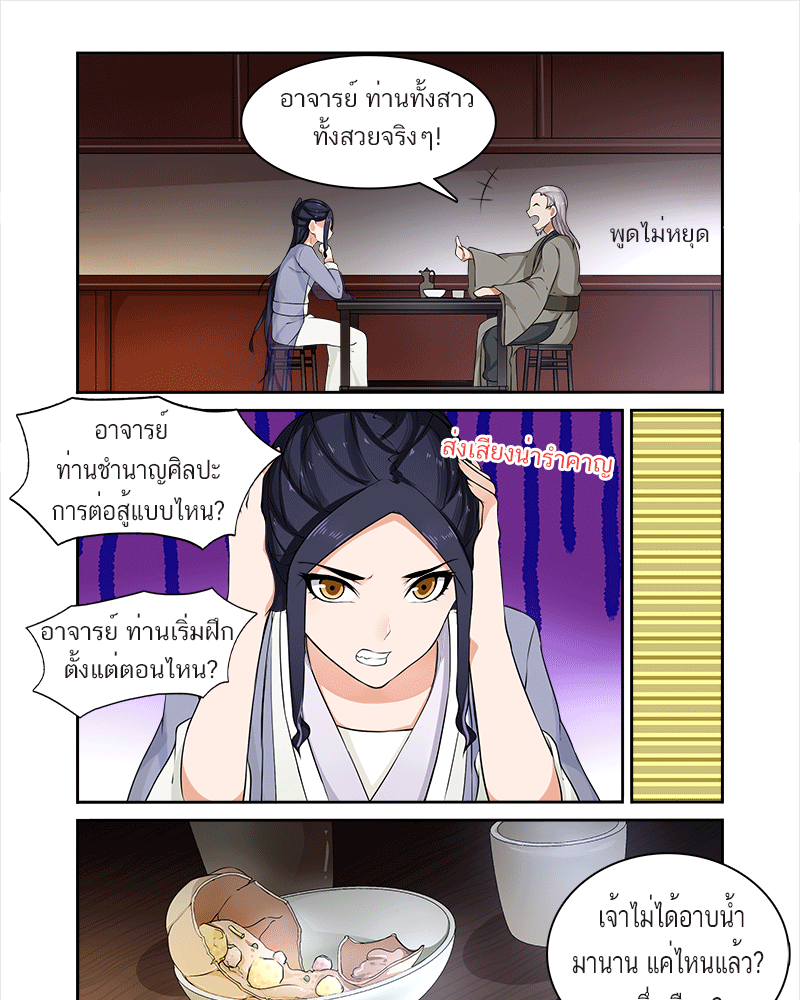 อาจารย์ ท่านทั้งสาว
ทั้งสวยจริงๆ!
พูดไม่หยุด
อาจารย์
ท่านชำนาญศิลปะ
การต่อสู้แบบไหน?
ส่งเสียงน่ารำคาญ
อาจารย์ ท่านเริ่มฝึก
ตั้งแต่ตอนไหน?
เจ้าไม่ได้อาบน้ำ
มานาน แค่ไหนแล้ว?